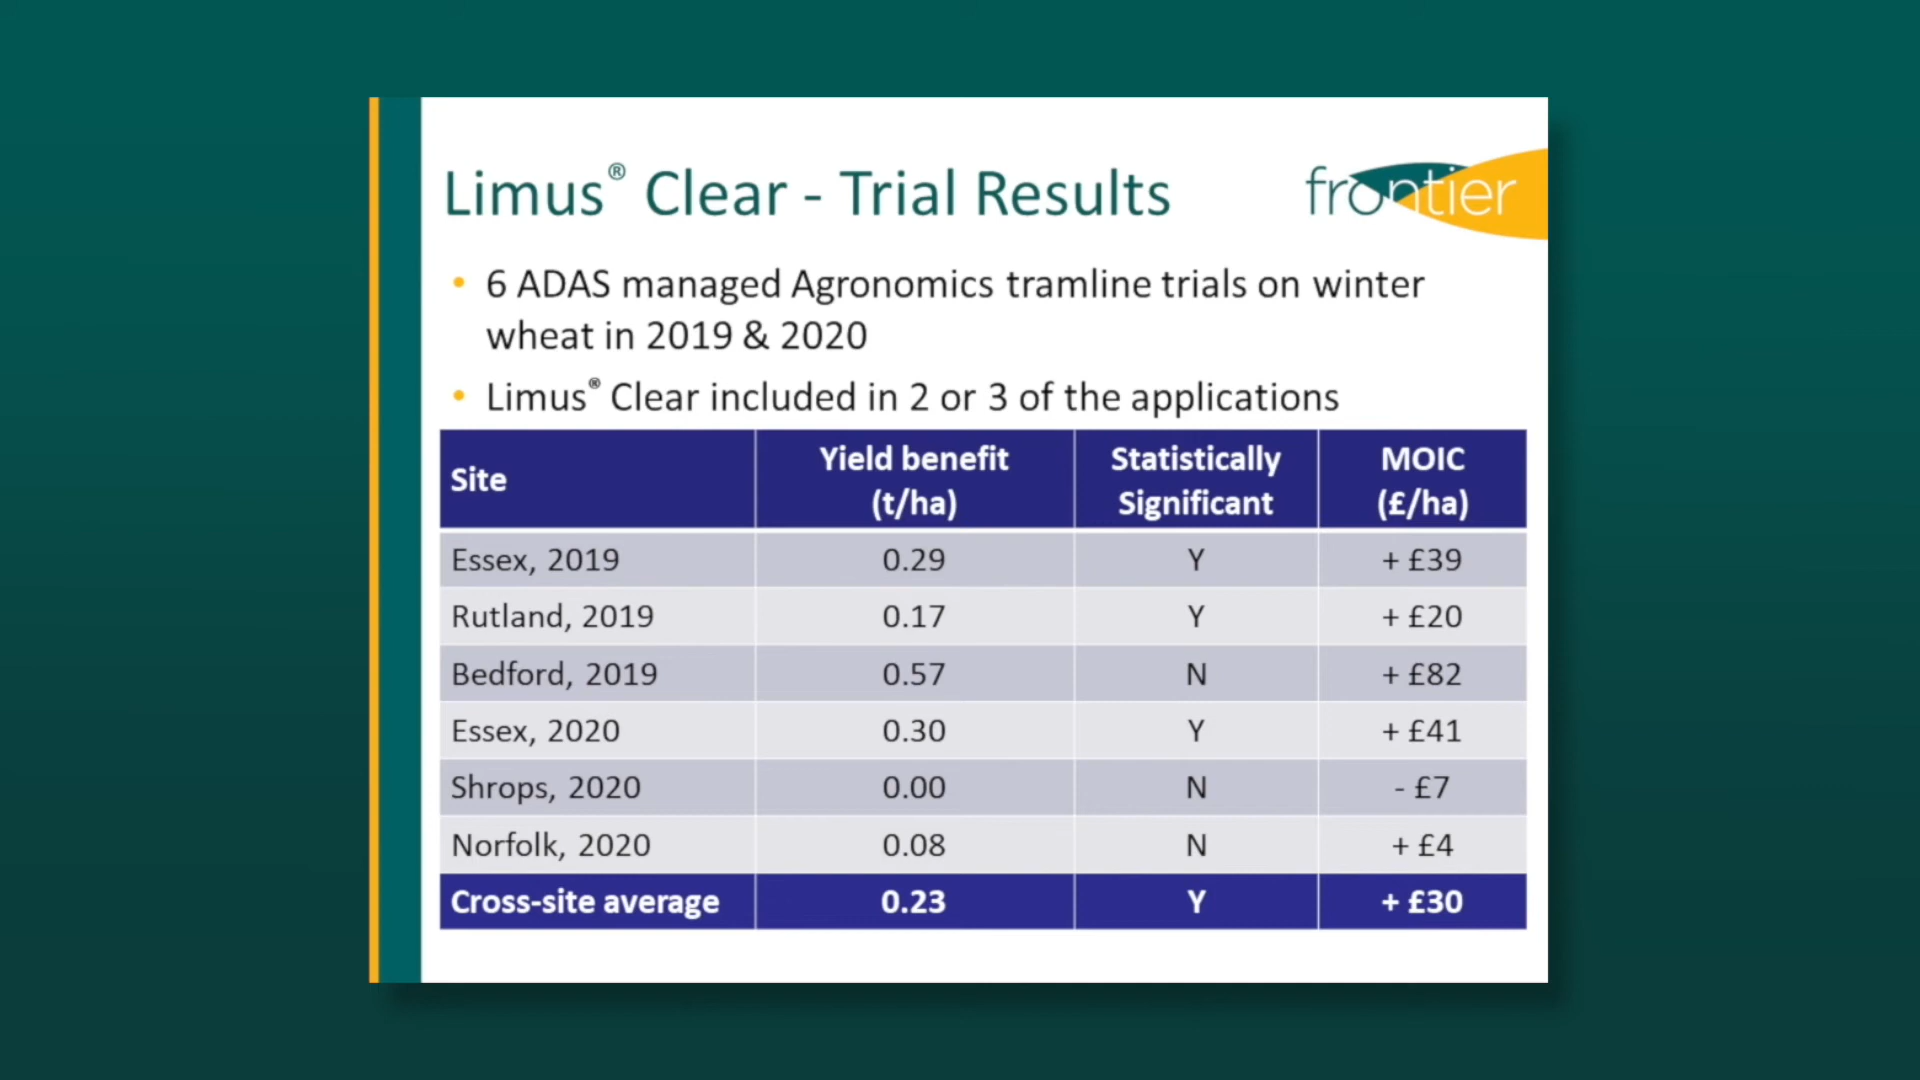 Limus® Clear - Trial Results
frontier
• 6 ADAS managed Agronomics tramline trials on winter
wheat in 2019 & 2020
• Limus® Clear included in 2 or 3 of the applications
Site Yield benefit (t/ha) Statistically Significant MOIC (£/ha)
Essex, 2019 0.29 Y + £39
Rutland, 2019 0.17 Y + £20
Bedford, 2019 0.57 N + £82
Essex, 2020 0.30 Y + £41
Shrops, 2020 0.00 N - £7
Norfolk, 2020 0.08 N + £4
Cross-site average 0.23 Y + £30